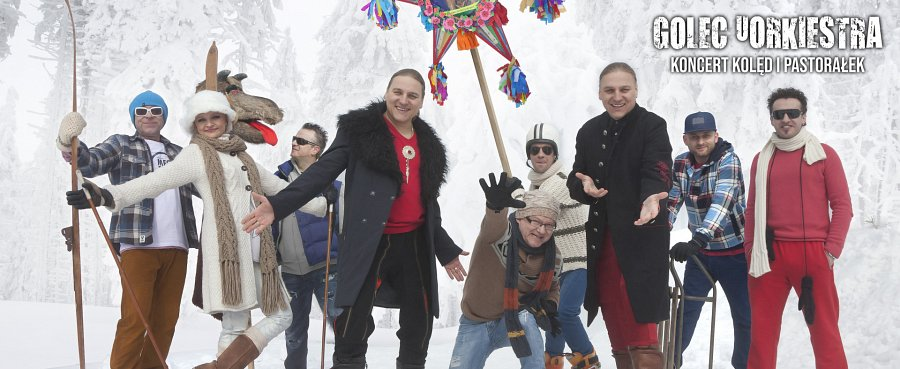 GOLEC UORKIESTRA
KONCERT KOLĘD I PASTORAŁEK